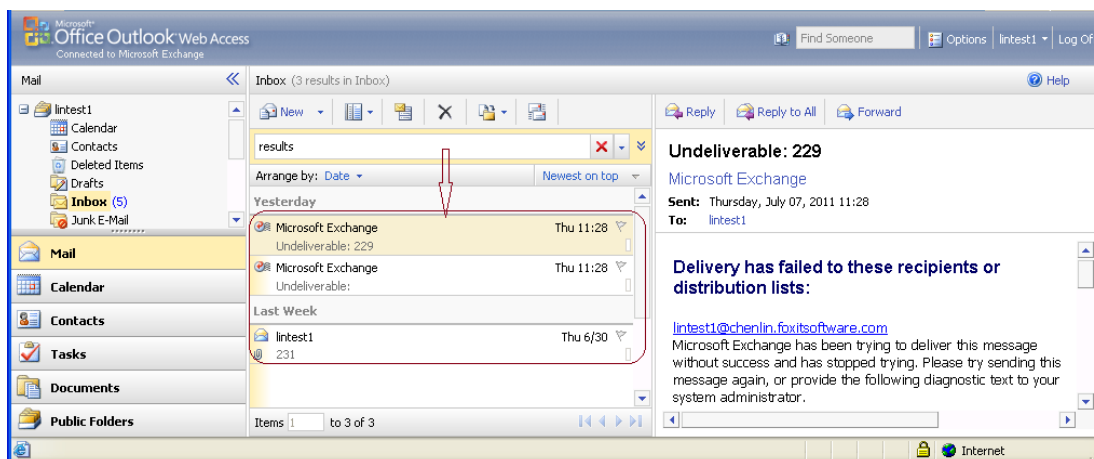 Microsoft
Office Outlook Web Access
Connected to Microsoft Exchange
Find Someone
Options
lintest1
Log Of
Mail
Inbox (3 results in Inbox)
Help
lintest1
Calendar
Contacts
Deleted Items
Drafts
Inbox (5)
Junk E-Mail
Mail
Calendar
Contacts
Tasks
Documents
Public Folders
New
results
Arrange by: Date
Newest on top
Yesterday
Microsoft Exchange Thu 11:28
Undeliverable: 229
Microsoft Exchange Thu 11:28
Undeliverable:
Last Week
lintest1 Thu 6/30
231
Items 1 to 3 of 3
Reply
Reply to All
Forward
Undeliverable: 229
Microsoft Exchange
Sent: Thursday, July 07, 2011 11:28
To: lintest1
Delivery has failed to these recipients or
distribution lists:
lintest1@chenlin.foxitsoftware.com
Microsoft Exchange has been trying to deliver this message
without success and has stopped trying. Please try sending this
message again, or provide the following diagnostic text to your
system administrator.
Internet